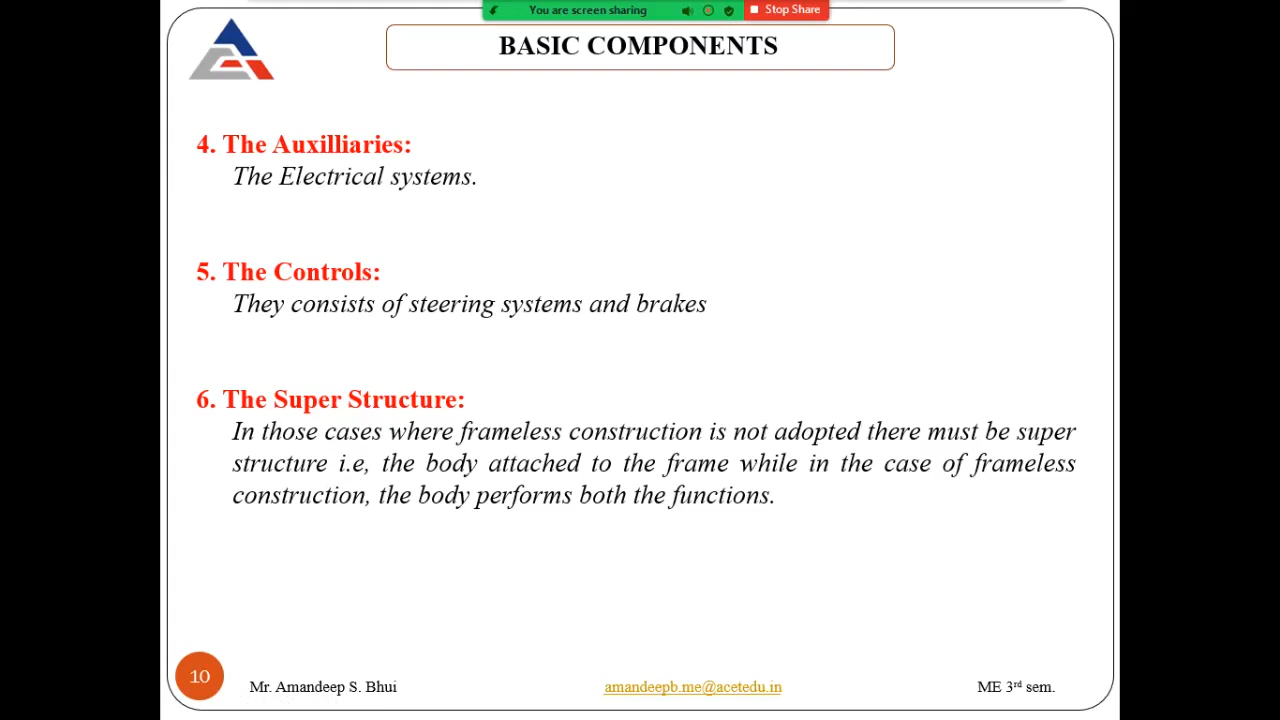 You are screen sharing
Stop Share
BASIC COMPONENTS
4. The Auxilliaries:
The Electrical systems.
5. The Controls:
They consists of steering systems and brakes
6. The Super Structure:
In those cases where frameless construction is not adopted there must be super
structure i.e, the body attached to the frame while in the case of frameless
construction, the body performs both the functions.
10
Mr. Amandeep S. Bhui
amandeepb.me@acetedu.in
ME 3rd sem.